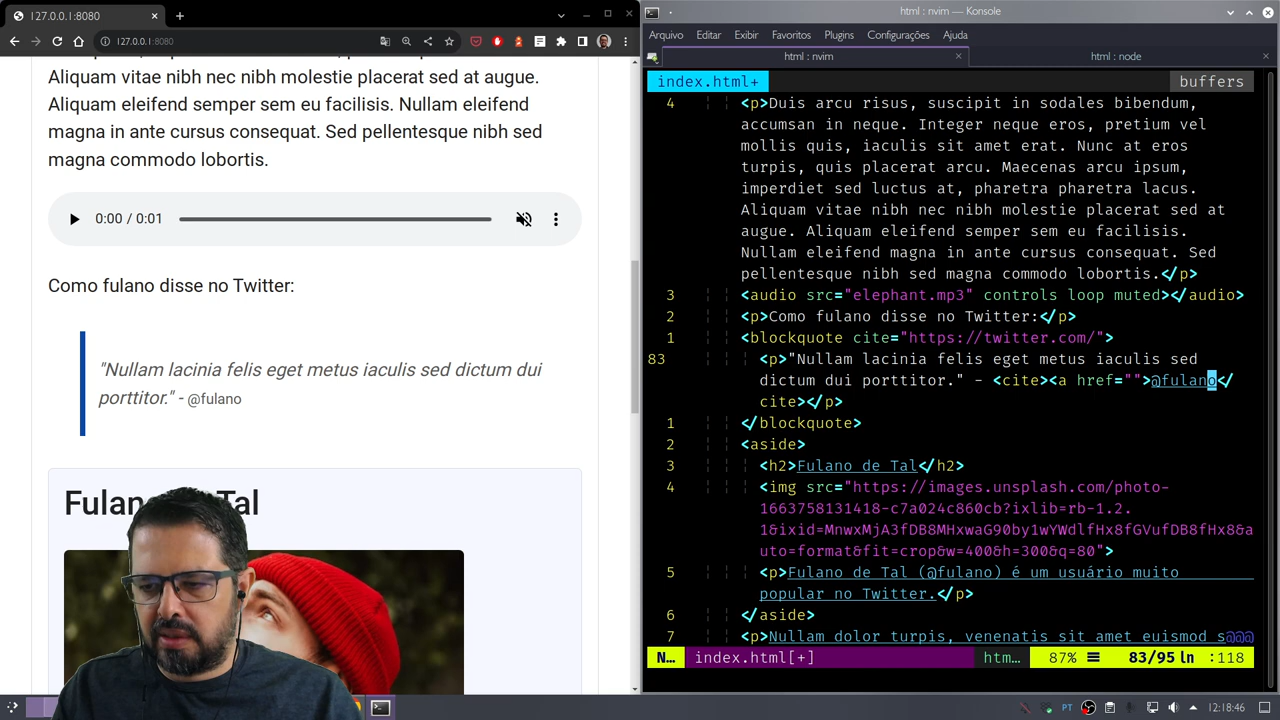 127.0.0.1:8080
127.0.0.1:8080
Aliquam vitae nibh nec nibh molestie placerat sed at augue.
Aliquam eleifend semper sem eu facilisis. Nullam eleifend
magna in ante cursus consequat. Sed pellentesque nibh sed
magna commodo lobortis.
0:00 / 0:01
Como fulano disse no Twitter:
"Nullam lacinia felis eget metus iaculis sed dictum dui
porttitor." - @fulano
html : nvim — Konsole
Arquivo Editar Exibir Favoritos Plugins Configurações Ajuda
html : nvim
html : node
index.html+ buffers
4 <p>Duis arcu risus, suscipit in sodales bibendum,
accumsan in neque. Integer neque eros, pretium vel
mollis quis, iaculis sit amet erat. Nunc at eros
turpis, quis placerat arcu. Maecenas arcu ipsum,
imperdiet sed luctus at, pharetra pharetra lacus.
Aliquam vitae nibh nec nibh molestie placerat sed at
augue. Aliquam eleifend semper sem eu facilisis.
Nullam eleifend magna in ante cursus consequat. Sed
pellentesque nibh sed magna commodo lobortis.</p>
3 <audio src="elephant.mp3" controls loop muted></audio>
2 <p>Como fulano disse no Twitter:</p>
1 <blockquote cite="https://twitter.com/">
83 <p>"Nullam lacinia felis eget metus iaculis sed
dictum dui porttitor." - <cite><a href="">@fulano</
cite></p>
1 </blockquote>
2 <aside>
3 <h2>Fulano de Tal</h2>
4 <img src="https://images.unsplash.com/photo-
1663758131418-c7a024c860cb?ixlib=rb-1.2.
1&ixid=MnwxMjA3fDB8MHxwaG90by1wYWdlfHx8fGVufDB8fHx8&a
uto=format&fit=crop&w=400&h=300&q=80">
5 <p>Fulano de Tal (@fulano) é um usuário muito
popular no Twitter.</p>
6 </aside>
7 <p>Nullam dolor turpis, venenatis sit amet euismod s@@@
N… index.html[+] htm… 87% 83/95 ln :118
PT 12:18:46